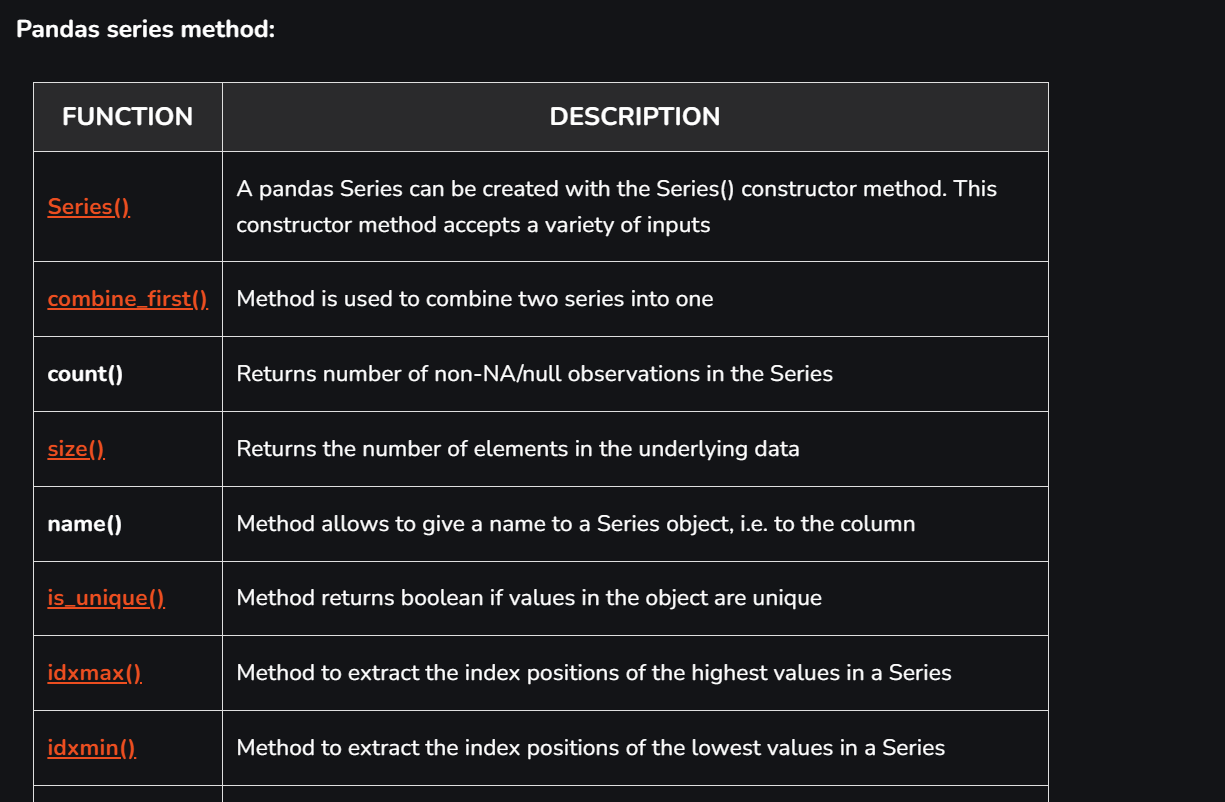 Pandas series method:
FUNCTION DESCRIPTION
Series() A pandas Series can be created with the Series() constructor method. This
constructor method accepts a variety of inputs
combine_first() Method is used to combine two series into one
count() Returns number of non-NA/null observations in the Series
size() Returns the number of elements in the underlying data
name() Method allows to give a name to a Series object, i.e. to the column
is_unique() Method returns boolean if values in the object are unique
idxmax() Method to extract the index positions of the highest values in a Series
idxmin() Method to extract the index positions of the lowest values in a Series